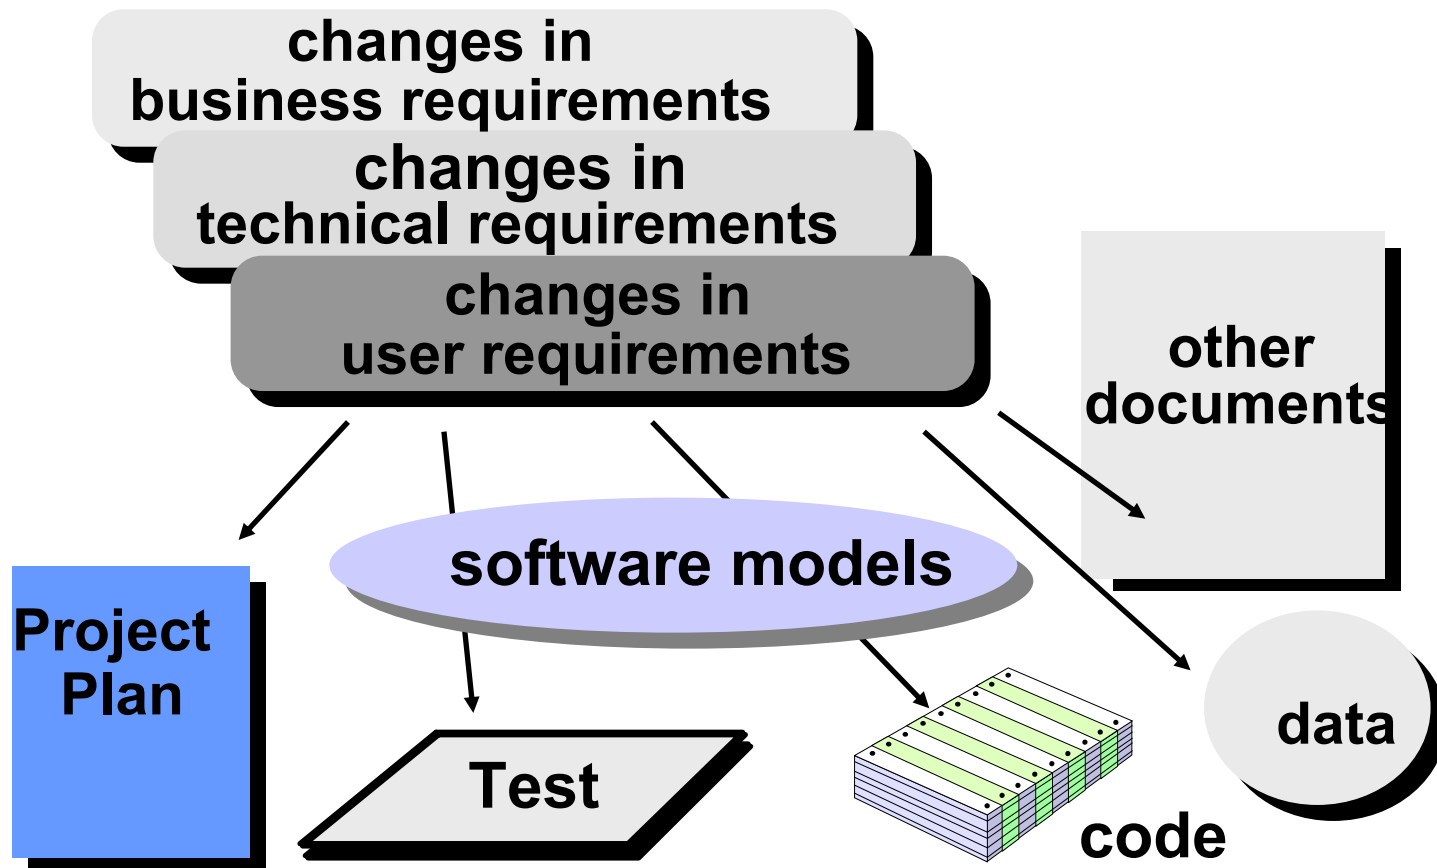 changes in
business requirements
changes in
technical requirements
changes in
user requirements
other
documents
software models
Project
Plan
Test
data
code